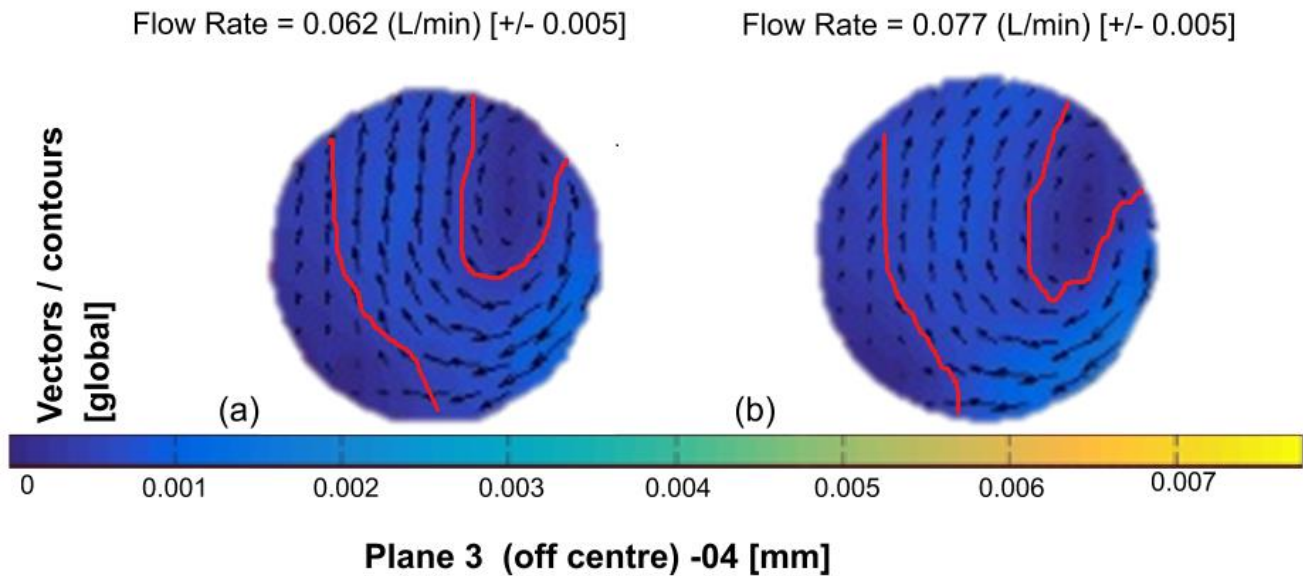 Flow Rate = 0.062 (L/min) [+/- 0.005]
Flow Rate = 0.077 (L/min) [+/- 0.005]
Vectors / contours
[global]
(a)
(b)
0 0.001 0.002 0.003 0.004 0.005 0.006 0.007
Plane 3 (off centre) -04 [mm]